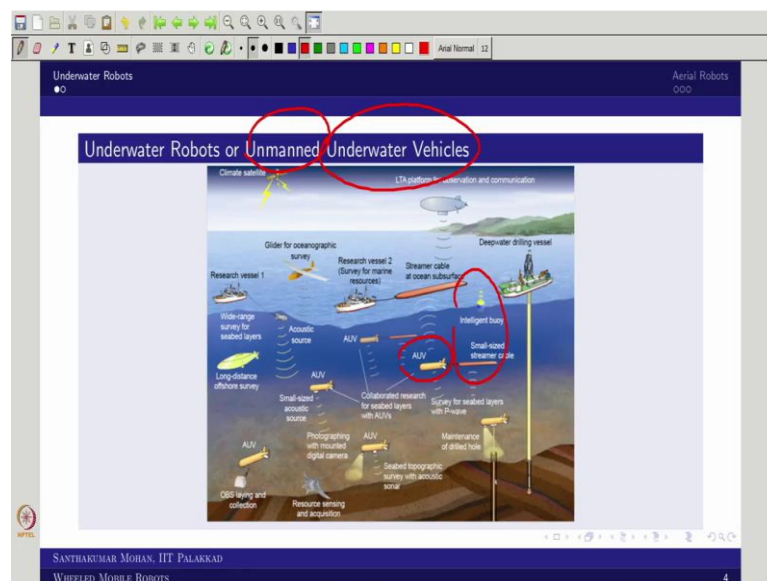 Arial Normal 12
Underwater Robots
Aerial Robots
Underwater Robots or Unmanned Underwater Vehicles
Climate satellite
LTA platform for observation and communication
Glider for oceanographic
survey
Deepwater drilling vessel
Research vessel 1
Research vessel 2
(Survey for marine
resources)
Streamer cable
at ocean subsurface
Wide-range
survey for
seabed layers
Acoustic
source
Intelligent buoy
AUV
AUV
Small-sized
streamer cable
Long-distance
offshore survey
AUV
Small-sized
acoustic
source
Collaborated research
for seabed layers
with AUVs
Survey for seabed layers
with P-wave
AUV
Photographing
with mounted
digital camera
AUV
Maintenance
of drilled hole
Seabed topographic
survey with acoustic
sonar
OBS laying and
collection
Resource sensing
and acquisition
NPTEL
SANTHAKUMAR MOHAN, IIT PALAKKAD
WHEELED MOBILE ROBOTS
4